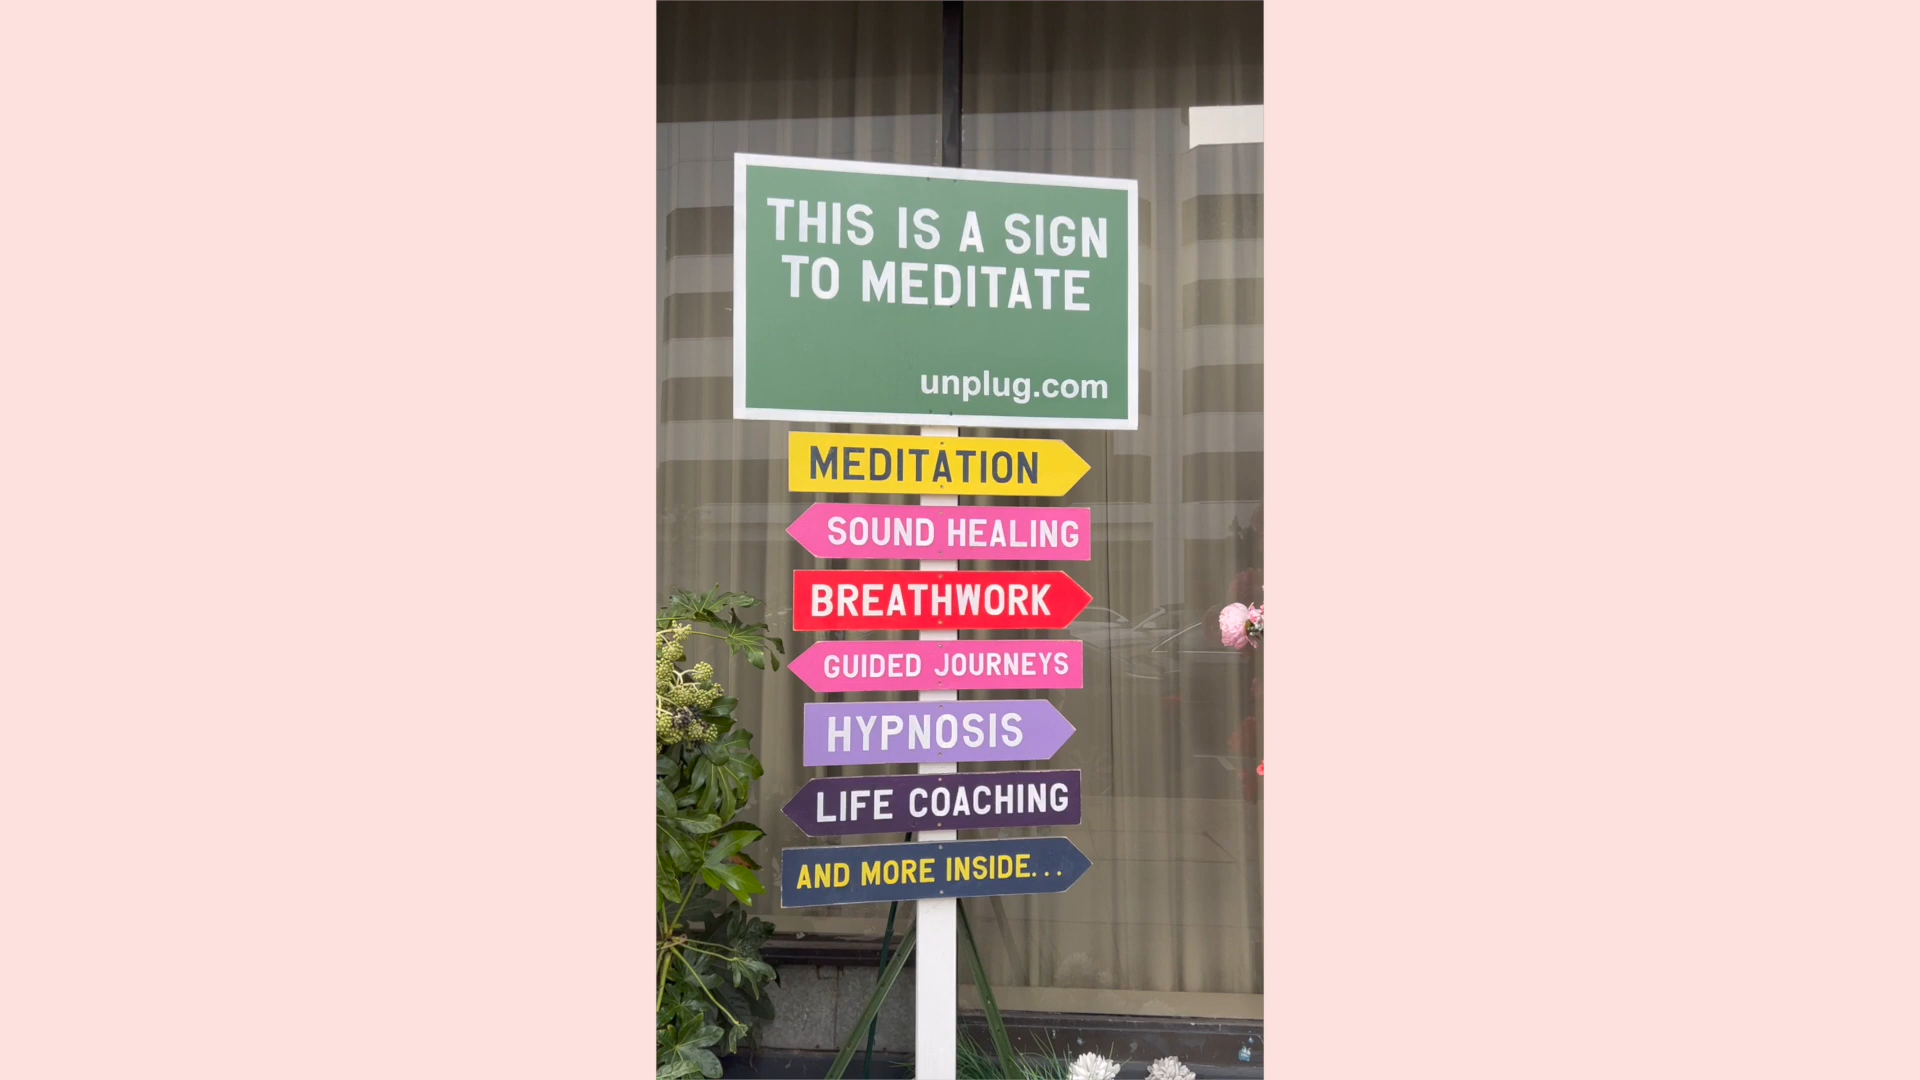 THIS IS A SIGN
TO MEDITATE
unplug.com
MEDITATION
SOUND HEALING
BREATHWORK
GUIDED JOURNEYS
HYPNOSIS
LIFE COACHING
AND MORE INSIDE...